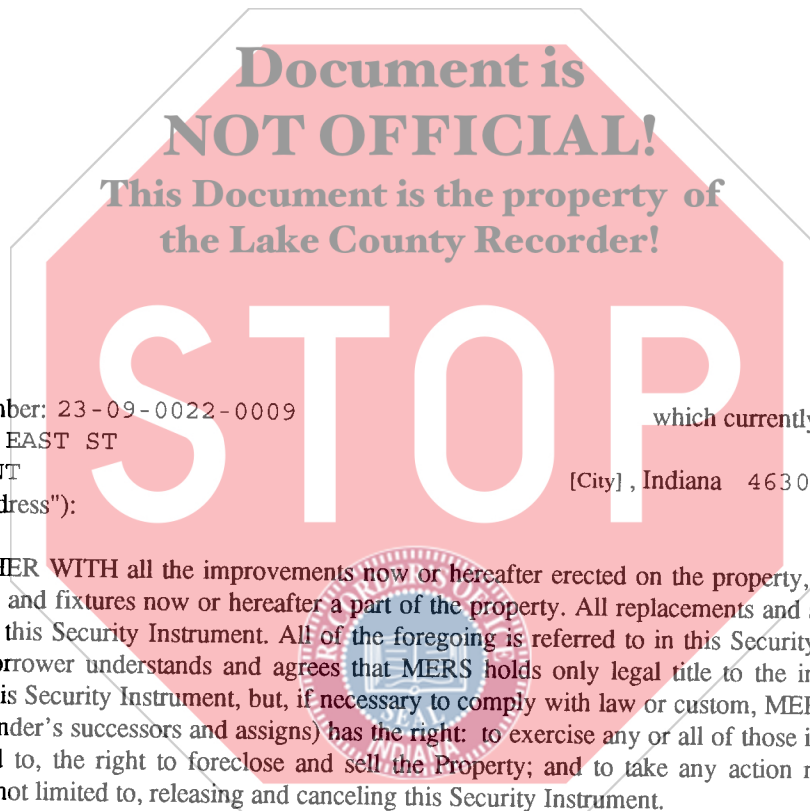 Document is
NOT OFFICIAL!
This Document is the property of
the Lake County Recorder!
STOP
nber: 23-09-0022-0009 which currently
EAST ST
NT [City] , Indiana 4630
dress"):
HER WITH all the improvements now or hereafter erected on the property,
and fixtures now or hereafter a part of the property. All replacements and
this Security Instrument. All of the foregoing is referred to in this Security
orrower understands and agrees that MERS holds only legal title to the in
is Security Instrument, but, if necessary to comply with law or custom, MER
nder's successors and assigns) has the right: to exercise any or all of those i
d to, the right to foreclose and sell the Property; and to take any action
not limited to, releasing and canceling this Security Instrument.
RECORDER'S OFFICE
SEAL
INDIANA